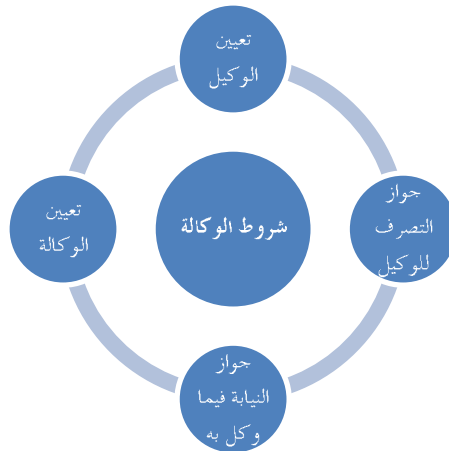 تعيين
الوكيل
جواز
التصرف
للوكيل
شروط الوكالة
تعيين
الوكالة
جواز
النيابة فيما
وكل به